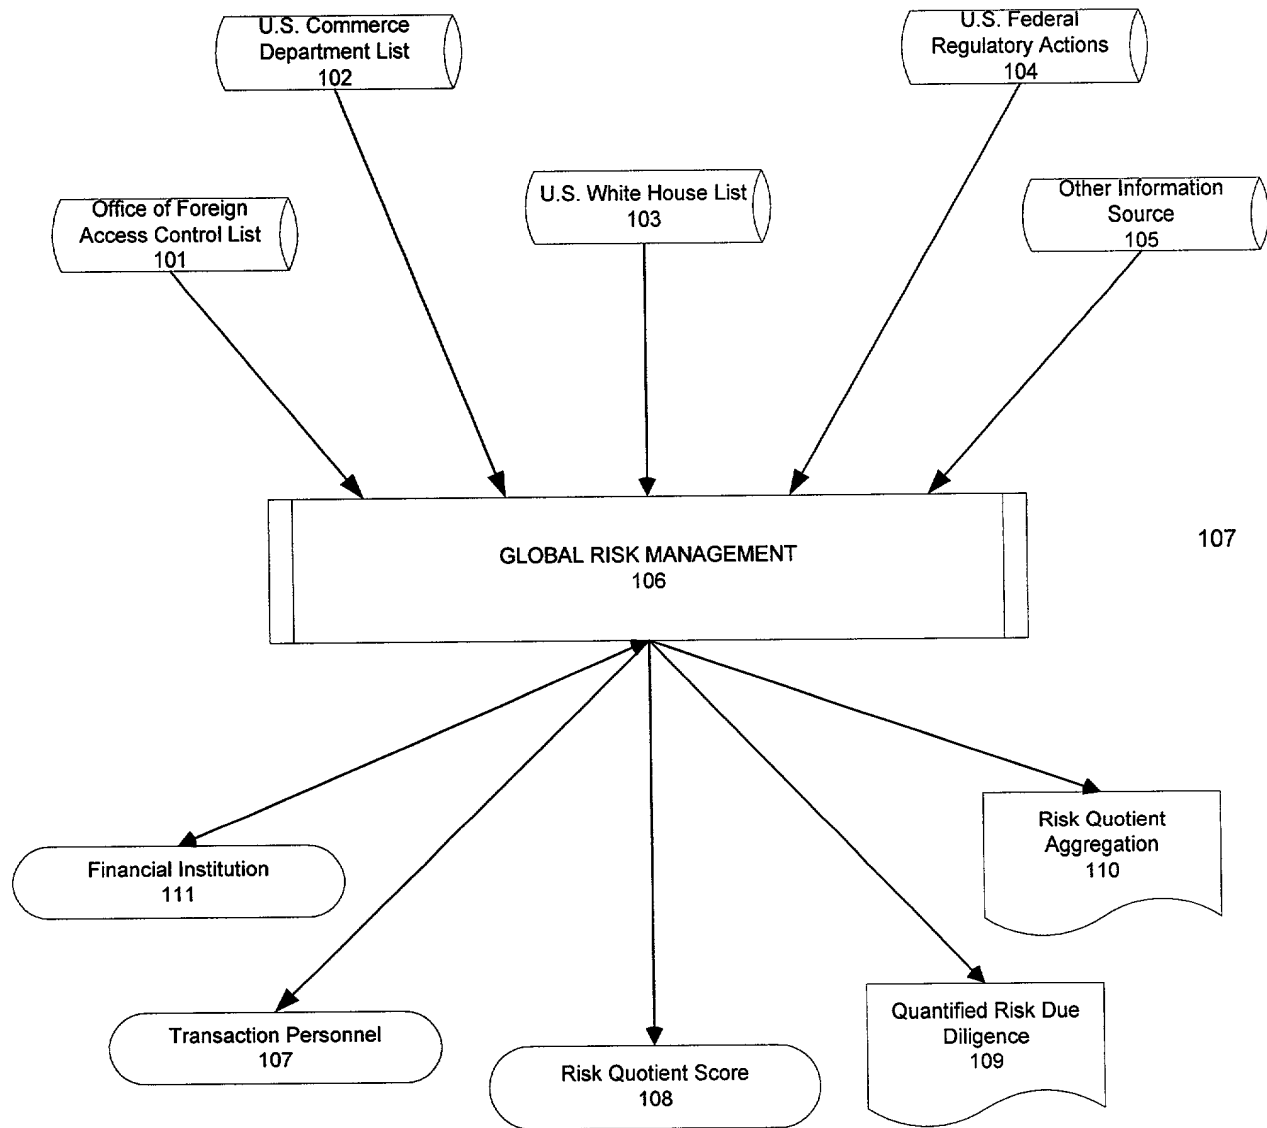 U.S. Commerce
Department List
102
U.S. Federal
Regulatory Actions
104
Office of Foreign
Access Control List
101
U.S. White House List
103
Other Information
Source
105
GLOBAL RISK MANAGEMENT
106
107
Financial Institution
111
Risk Quotient
Aggregation
110
Transaction Personnel
107
Risk Quotient Score
108
Quantified Risk Due
Diligence
109